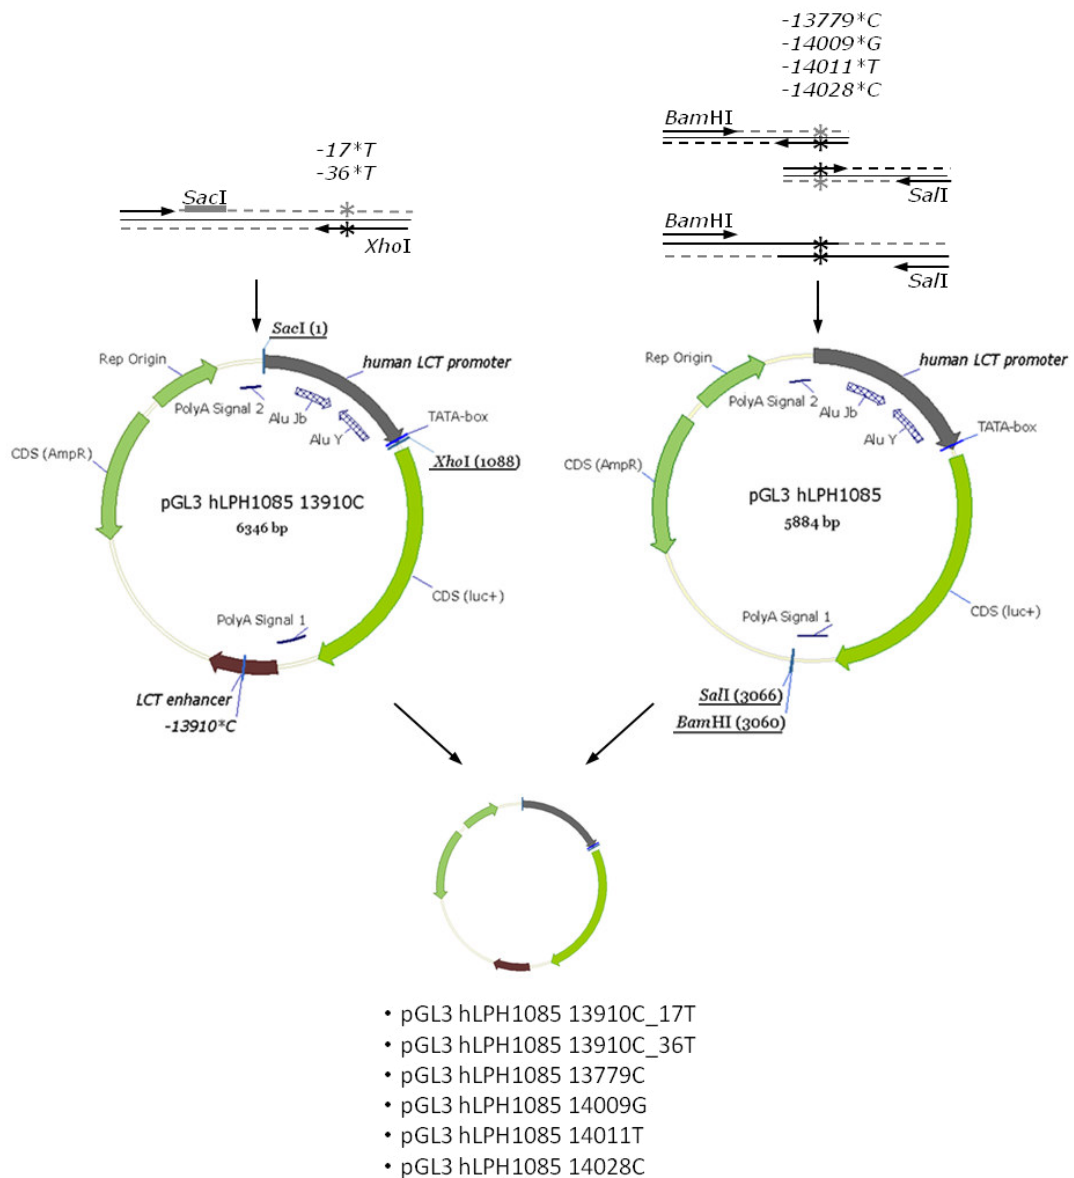 -13779*C
-14009*G
-14011*T
-14028*C
BamHI
SalI
BamHI
SalI
-17*T
-36*T
SacI
XhoI
SacI (1)
human LCT promoter
Rep Origin
PolyA Signal 2
Alu Jb
Alu Y
TATA-box
XhoI (1088)
CDS (AmpR)
pGL3 hLPH1085 13910C
6346 bp
CDS (luc+)
PolyA Signal 1
LCT enhancer
-13910*C
human LCT promoter
Rep Origin
PolyA Signal 2
Alu Jb
Alu Y
TATA-box
CDS (AmpR)
pGL3 hLPH1085
5884 bp
CDS (luc+)
PolyA Signal 1
SalI (3066)
BamHI (3060)
• pGL3 hLPH1085 13910C_17T
• pGL3 hLPH1085 13910C_36T
• pGL3 hLPH1085 13779C
• pGL3 hLPH1085 14009G
• pGL3 hLPH1085 14011T
• pGL3 hLPH1085 14028C